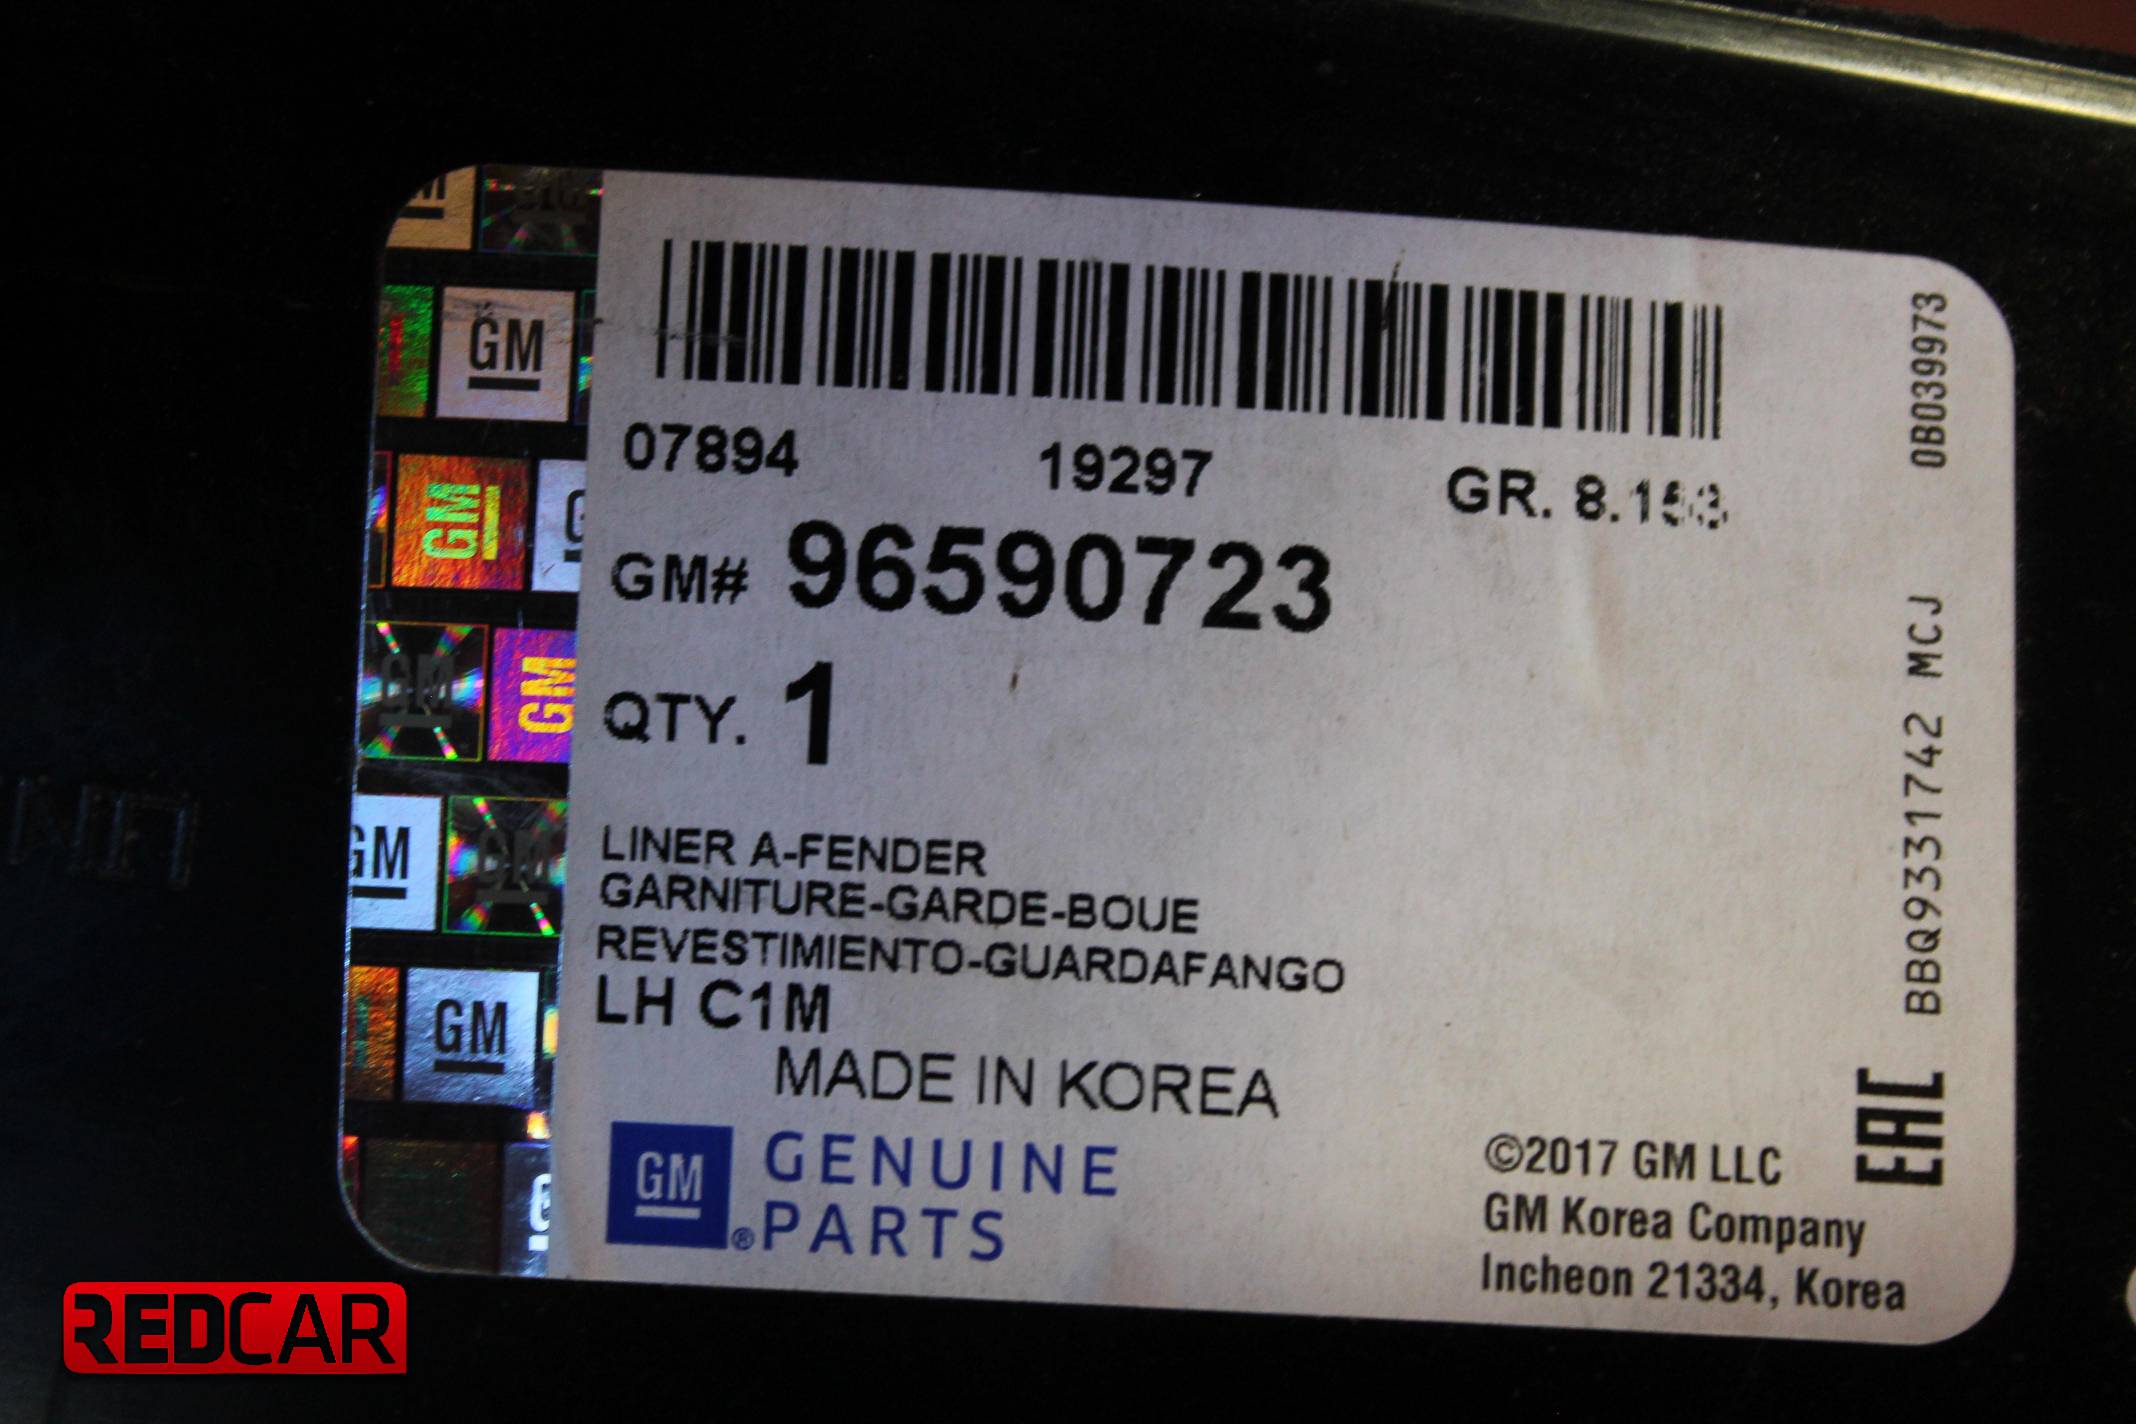 07894 19297 GR. 8.1
GM# 96590723
QTY. 1
LINER A-FENDER
GARNITURE-GARDE-BOUE
REVESTIMIENTO-GUARDAFANGO
LH C1M
MADE IN KOREA
GM GENUINE
® PARTS
©2017 GM LLC
GM Korea Company
Incheon 21334, Korea
0B039973
BBQ9331742 MCJ
EAC
GM
GM
GM
GM
GM
GM
GM
REDCAR